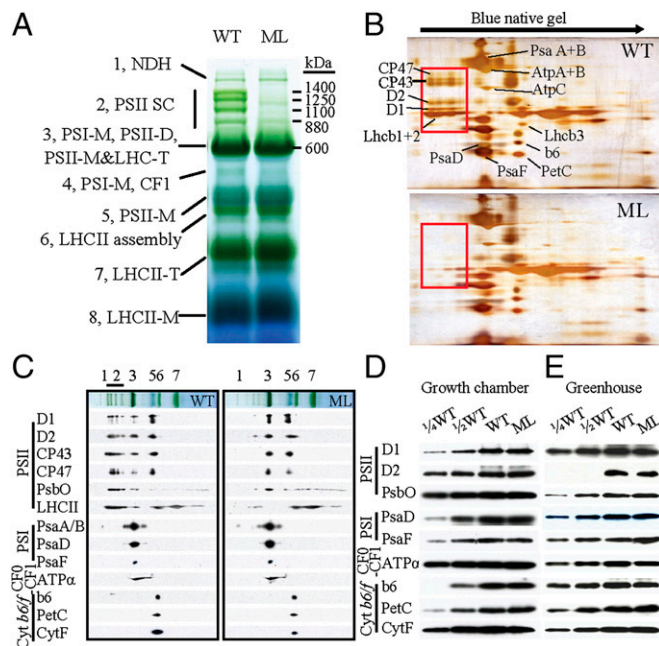 A
WT ML
kDa
1, NDH
1400
1250
1100
880
600
2, PSII SC
3, PSI-M, PSII-D,
PSII-M&LHC-T
4, PSI-M, CF1
5, PSII-M
6, LHCII assembly
7, LHCII-T
8, LHCII-M
B
Blue native gel
WT
Psa A+B
CP47
CP43
AtpA+B
AtpC
D2
D1
Lhcb1+2
Lhcb3
b6
PsaD
PsaF
PetC
ML
C
1 2 3 56 7
WT
1 3 56 7
ML
PSII
D1
D2
CP43
CP47
PsbO
LHCII
PSI
PsaA/B
PsaD
PsaF
CF0
-CF1
ATPα
Cyt b6/f
b6
PetC
CytF
D
Growth chamber
¼WT ½WT WT ML
E
Greenhouse
¼WT ½WT WT ML
PSII
D1
D2
PsbO
PSI
PsaD
PsaF
CF0
-CF1
ATPα
Cyt b6/f
b6
PetC
CytF